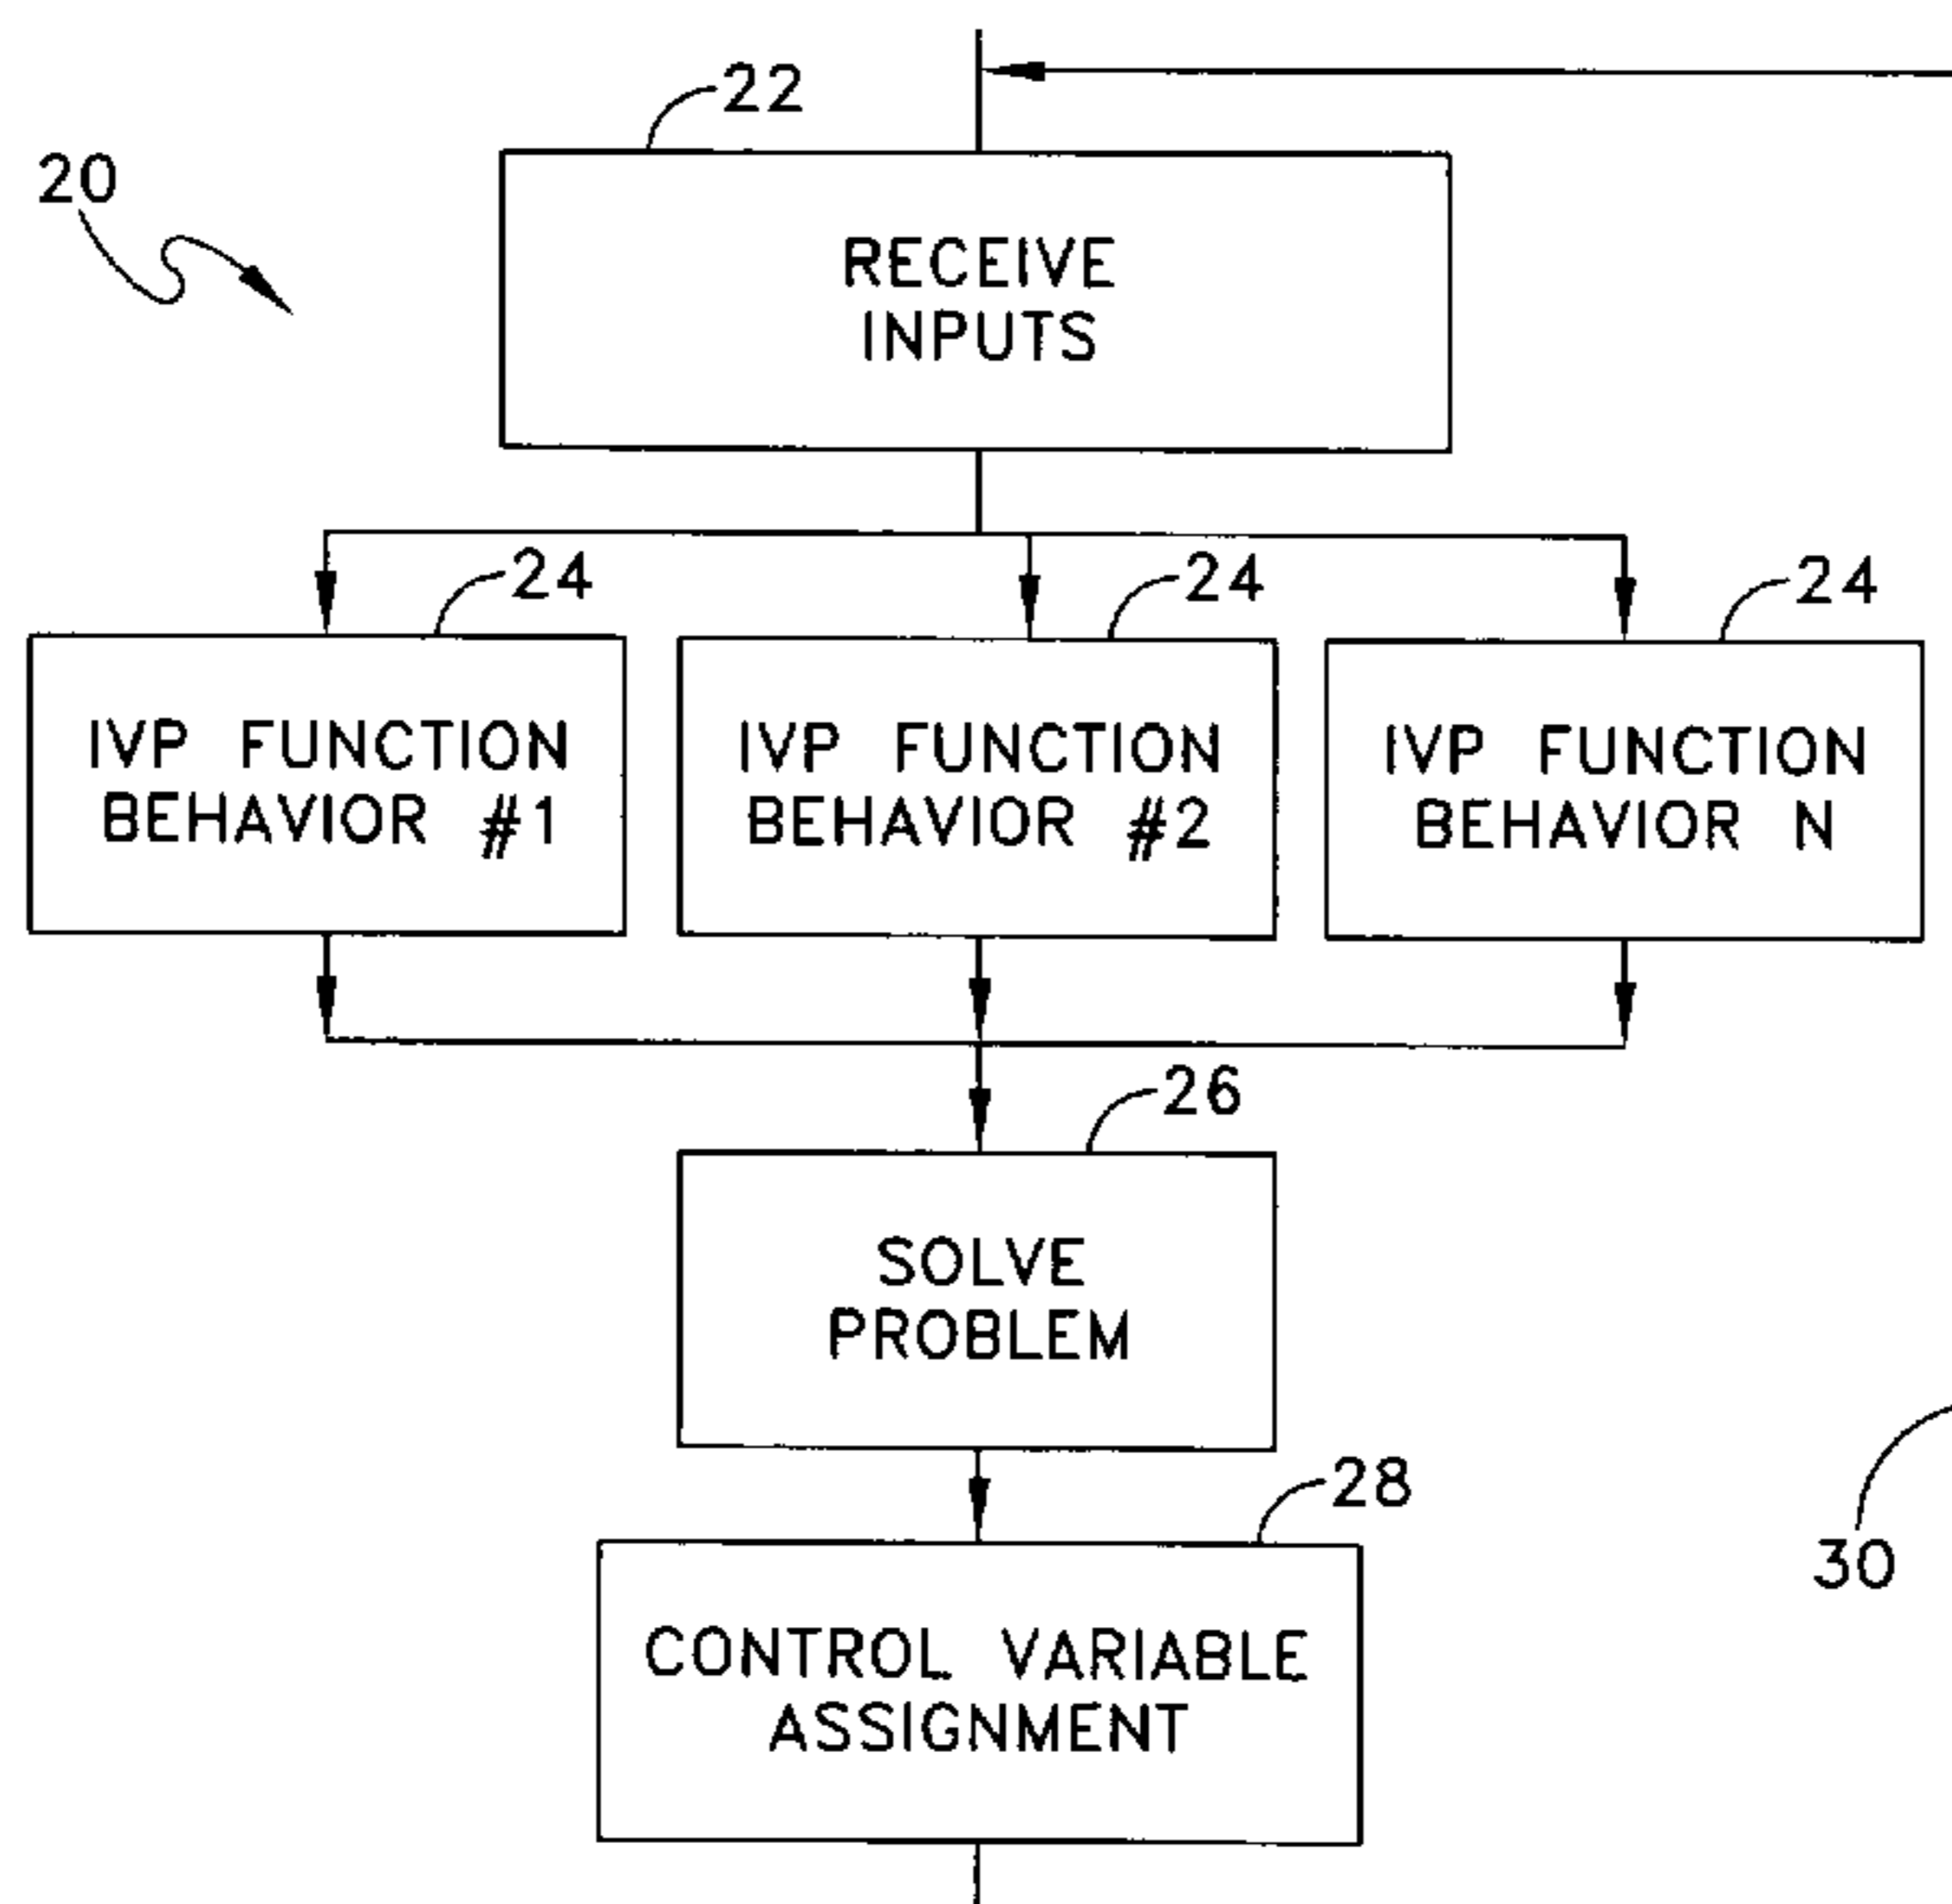 22
20
RECEIVE
INPUTS
24
24
24
IVP FUNCTION
BEHAVIOR #1
IVP FUNCTION
BEHAVIOR #2
IVP FUNCTION
BEHAVIOR N
26
SOLVE
PROBLEM
28
30
CONTROL VARIABLE
ASSIGNMENT